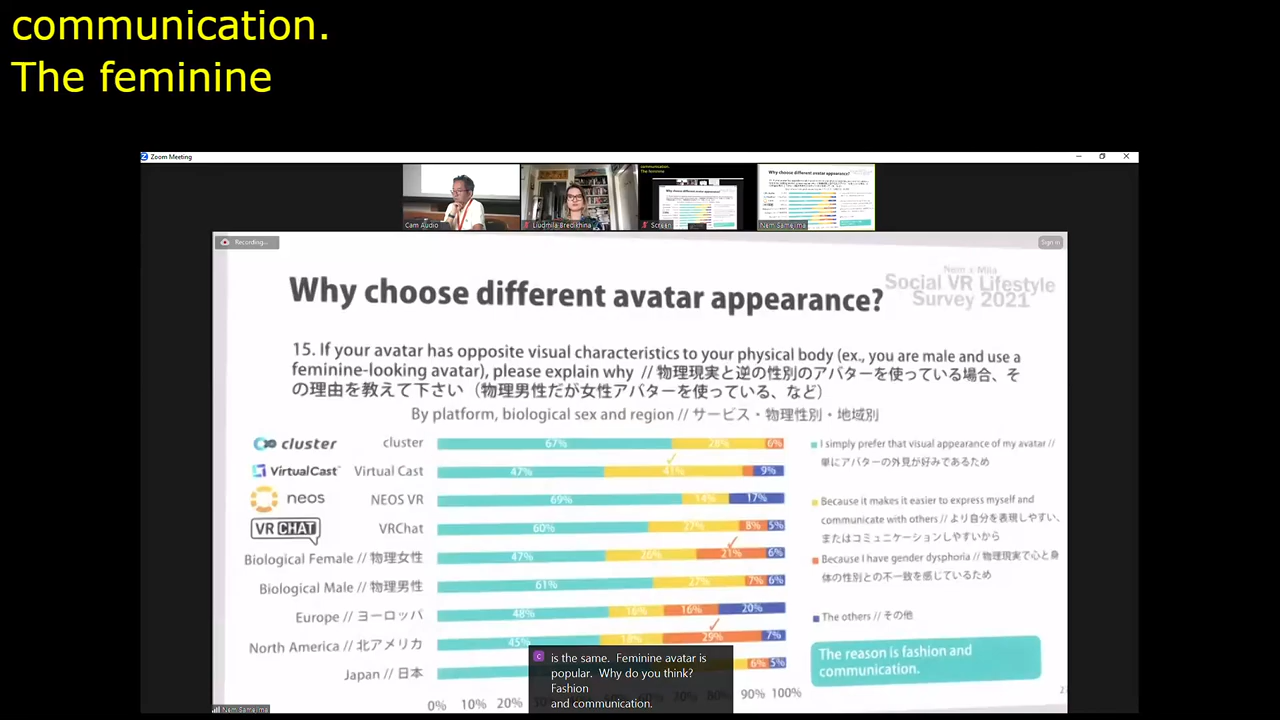 communication.
The feminine
Zoom Meeting
Cam Audio
Liudmila Bredikhina
Screen
Nem Samejima
Recording...
Sign in
Why choose different avatar appearance?
Nem x Mila
Social VR Lifestyle
Survey 2021
15. If your avatar has opposite visual characteristics to your physical body (ex., you are male and use a
feminine-looking avatar), please explain why // 物理現実と逆の性別のアバターを使っている場合、そ
の理由を教えて下さい（物理男性だが女性アバターを使っている、など）
By platform, biological sex and region // サービス・物理性別・地域別
cluster cluster 67% 28% 6%
VirtualCast Virtual Cast 47% 41% 9%
neos NEOS VR 69% 14% 17%
VRCHAT VRChat 60% 27% 8% 5%
Biological Female // 物理女性 47% 26% 21% 6%
Biological Male // 物理男性 61% 27% 7% 6%
Europe // ヨーロッパ 48% 16% 16% 20%
North America // 北アメリカ 45% 18% 29% 7%
Japan // 日本 6% 5%
0% 10% 20% 80% 90% 100%
I simply prefer that visual appearance of my avatar //
単にアバターの外見が好みであるため
Because it makes it easier to express myself and
communicate with others // より自分を表現しやすい、
またはコミュニケーションしやすいから
Because I have gender dysphoria // 物理現実で心と身
体の性別との不一致を感じているため
The others // その他
The reason is fashion and
communication.
C
is the same. Feminine avatar is
popular. Why do you think?
Fashion
and communication.
Nem Samejima